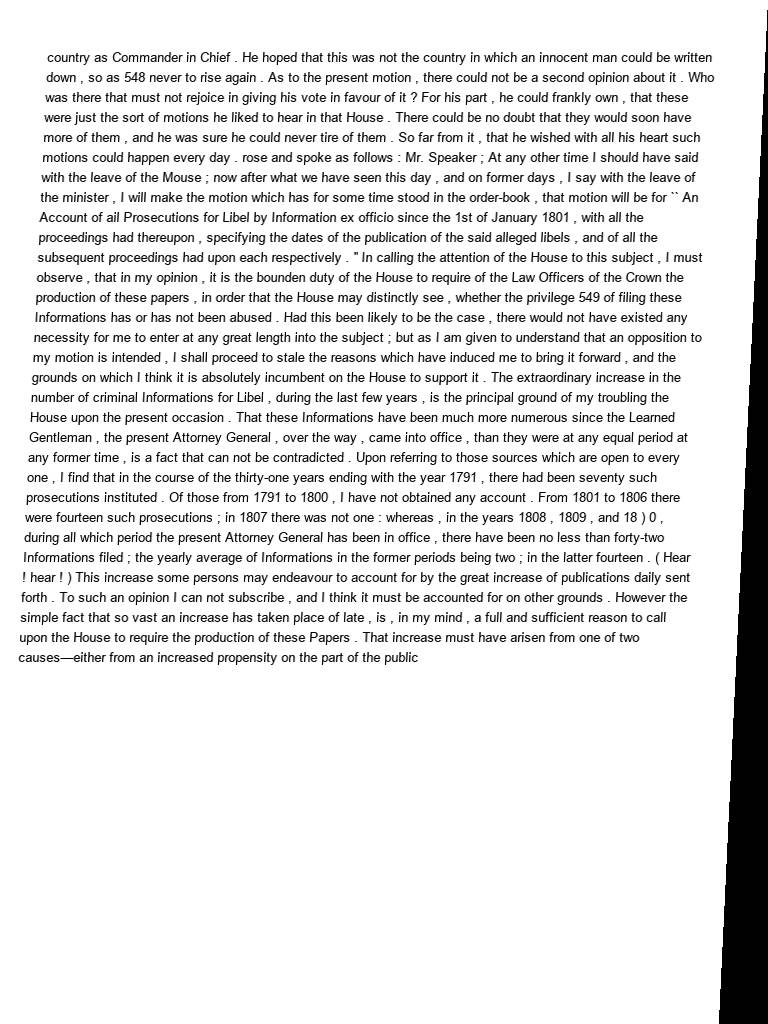 country as Commander in Chief . He hoped that this was not the country in which an innocent man could be written
down , so as 548 never to rise again . As to the present motion , there could not be a second opinion about it . Who
was there that must not rejoice in giving his vote in favour of it ? For his part , he could frankly own , that these
were just the sort of motions he liked to hear in that House . There could be no doubt that they would soon have
more of them , and he was sure he could never tire of them . So far from it , that he wished with all his heart such
motions could happen every day . rose and spoke as follows : Mr. Speaker ; At any other time I should have said
with the leave of the Mouse ; now after what we have seen this day , and on former days , I say with the leave of
the minister , I will make the motion which has for some time stood in the order-book , that motion will be for `` An
Account of ail Prosecutions for Libel by Information ex officio since the 1st of January 1801 , with all the
proceedings had thereupon , specifying the dates of the publication of the said alleged libels , and of all the
subsequent proceedings had upon each respectively . " In calling the attention of the House to this subject , I must
observe , that in my opinion , it is the bounden duty of the House to require of the Law Officers of the Crown the
production of these papers , in order that the House may distinctly see , whether the privilege 549 of filing these
Informations has or has not been abused . Had this been likely to be the case , there would not have existed any
necessity for me to enter at any great length into the subject ; but as I am given to understand that an opposition to
my motion is intended , I shall proceed to stale the reasons which have induced me to bring it forward , and the
grounds on which I think it is absolutely incumbent on the House to support it . The extraordinary increase in the
number of criminal Informations for Libel , during the last few years , is the principal ground of my troubling the
House upon the present occasion . That these Informations have been much more numerous since the Learned
Gentleman , the present Attorney General , over the way , came into office , than they were at any equal period at
any former time , is a fact that can not be contradicted . Upon referring to those sources which are open to every
one , I find that in the course of the thirty-one years ending with the year 1791 , there had been seventy such
prosecutions instituted . Of those from 1791 to 1800 , I have not obtained any account . From 1801 to 1806 there
were fourteen such prosecutions ; in 1807 there was not one : whereas , in the years 1808 , 1809 , and 18 ) 0 ,
during all which period the present Attorney General has been in office , there have been no less than forty-two
Informations filed ; the yearly average of Informations in the former periods being two ; in the latter fourteen . ( Hear
! hear ! ) This increase some persons may endeavour to account for by the great increase of publications daily sent
forth . To such an opinion I can not subscribe , and I think it must be accounted for on other grounds . However the
simple fact that so vast an increase has taken place of late , is , in my mind , a full and sufficient reason to call
upon the House to require the production of these Papers . That increase must have arisen from one of two
causes—either from an increased propensity on the part of the public